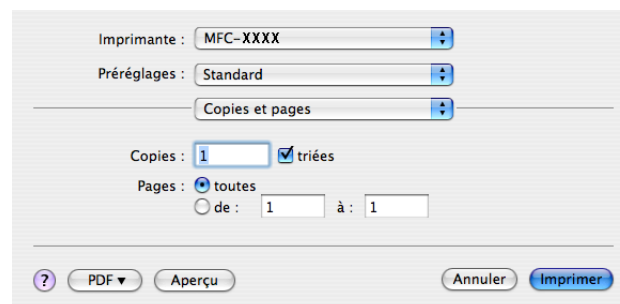 Imprimante : MFC-XXXX
Préréglages : Standard
Copies et pages
Copies : 1 triées
Pages : toutes
de : 1 à : 1
? PDF▼ Aperçu Annuler Imprimer